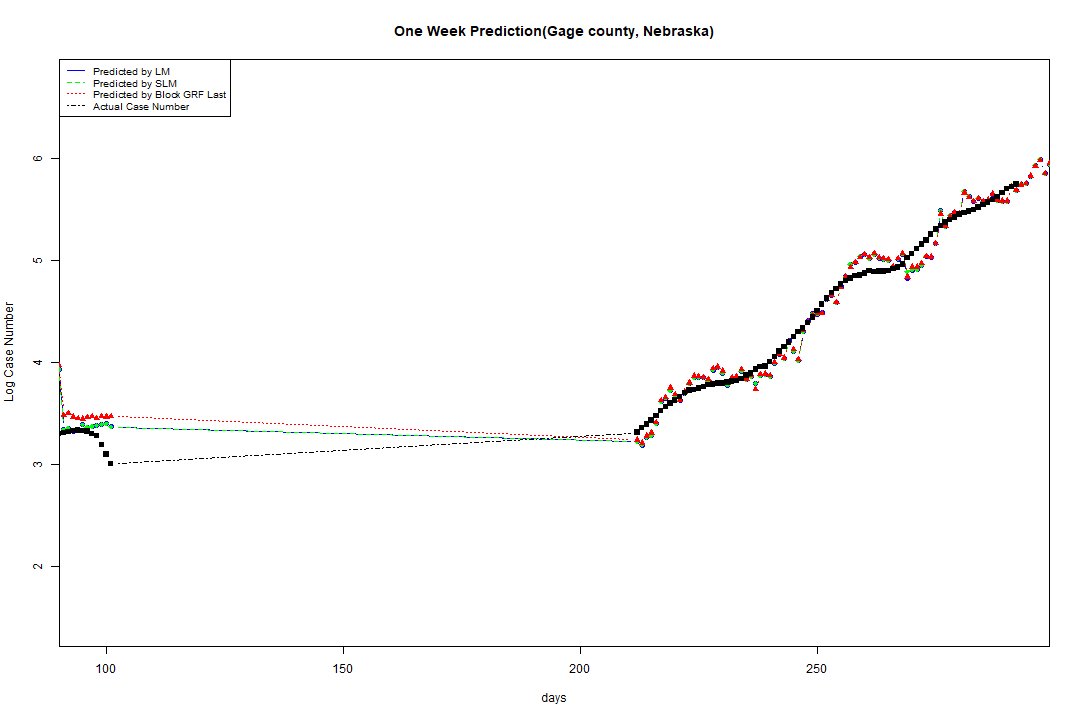 One Week Prediction(Gage county, Nebraska)
Predicted by LM
Predicted by SLM
Predicted by Block GRF Last
Actual Case Number
6
5
4
3
2
Log Case Number
100 150 200 250
days